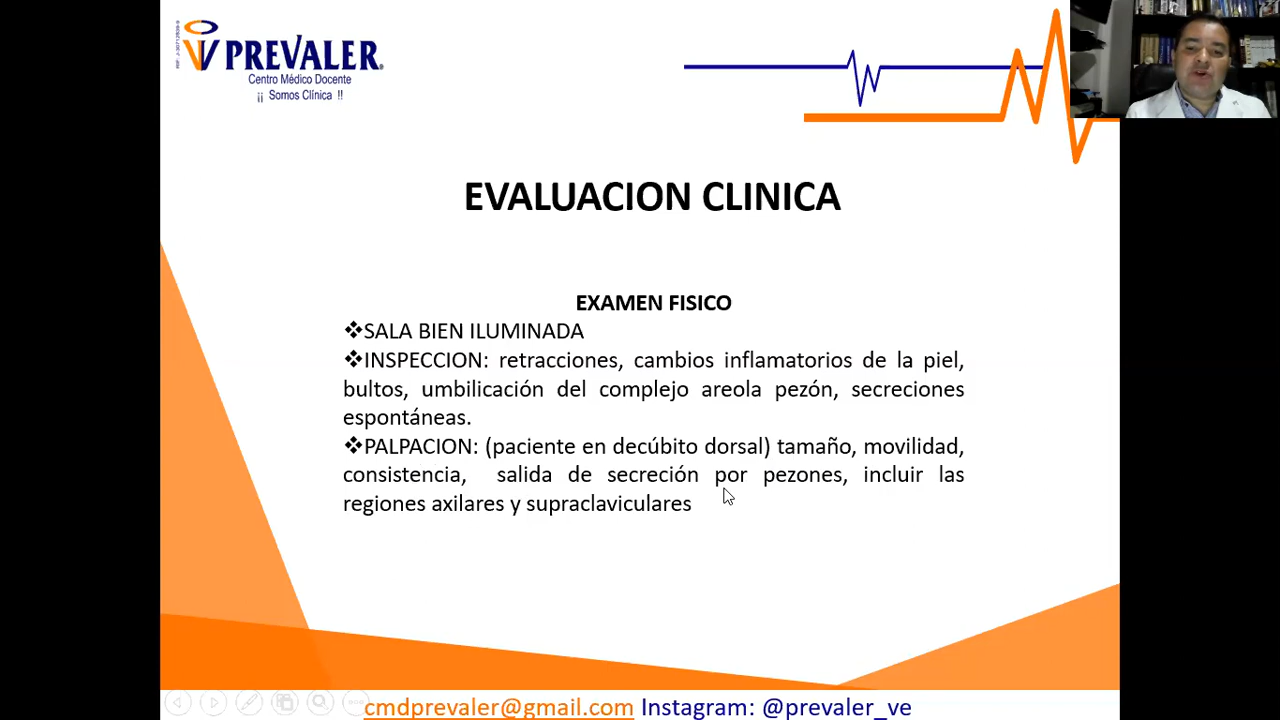 PREVALER
Centro Médico Docente
¡¡ Somos Clínica !!
EVALUACION CLINICA
EXAMEN FISICO
❖SALA BIEN ILUMINADA
❖INSPECCION: retracciones, cambios inflamatorios de la piel,
bultos, umbilicación del complejo areola pezón, secreciones
espontáneas.
❖PALPACION: (paciente en decúbito dorsal) tamaño, movilidad,
consistencia, salida de secreción por pezones, incluir las
regiones axilares y supraclaviculares
cmdprevaler@gmail.com Instagram: @prevaler_ve